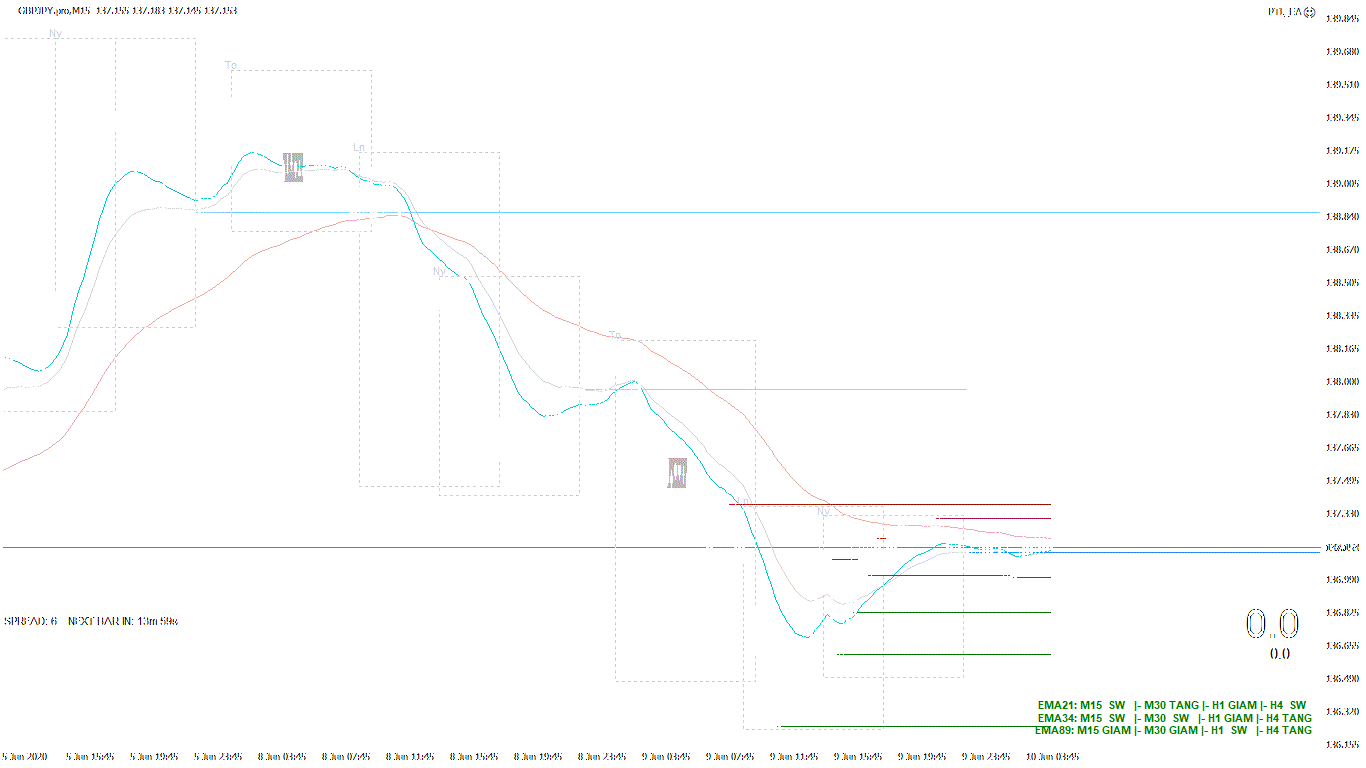 GBPJPY.pro,M15 137.155 137.183 137.145 137.153
PTL_EA
Ny
To
Ln
Ny
To
Ln
Ny
139.845
139.680
139.510
139.345
139.175
139.005
138.840
138.670
138.505
138.335
138.165
138.000
137.830
137.665
137.495
137.330
136.990
136.825
136.655
136.490
136.320
136.155
SPREAD: 6 NEXT BAR IN: 13m 59s
0.0
0.0
EMA21: M15 SW |- M30 TANG |- H1 GIAM |- H4 SW
EMA34: M15 SW |- M30 SW |- H1 GIAM |- H4 TANG
EMA89: M15 GIAM |- M30 GIAM |- H1 SW |- H4 TANG
5 Jun 2020 5 Jun 15:45 5 Jun 19:45 5 Jun 23:45 8 Jun 03:45 8 Jun 07:45 8 Jun 11:45 8 Jun 15:45 8 Jun 19:45 8 Jun 23:45 9 Jun 03:45 9 Jun 07:45 9 Jun 11:45 9 Jun 15:45 9 Jun 19:45 9 Jun 23:45 10 Jun 03:45